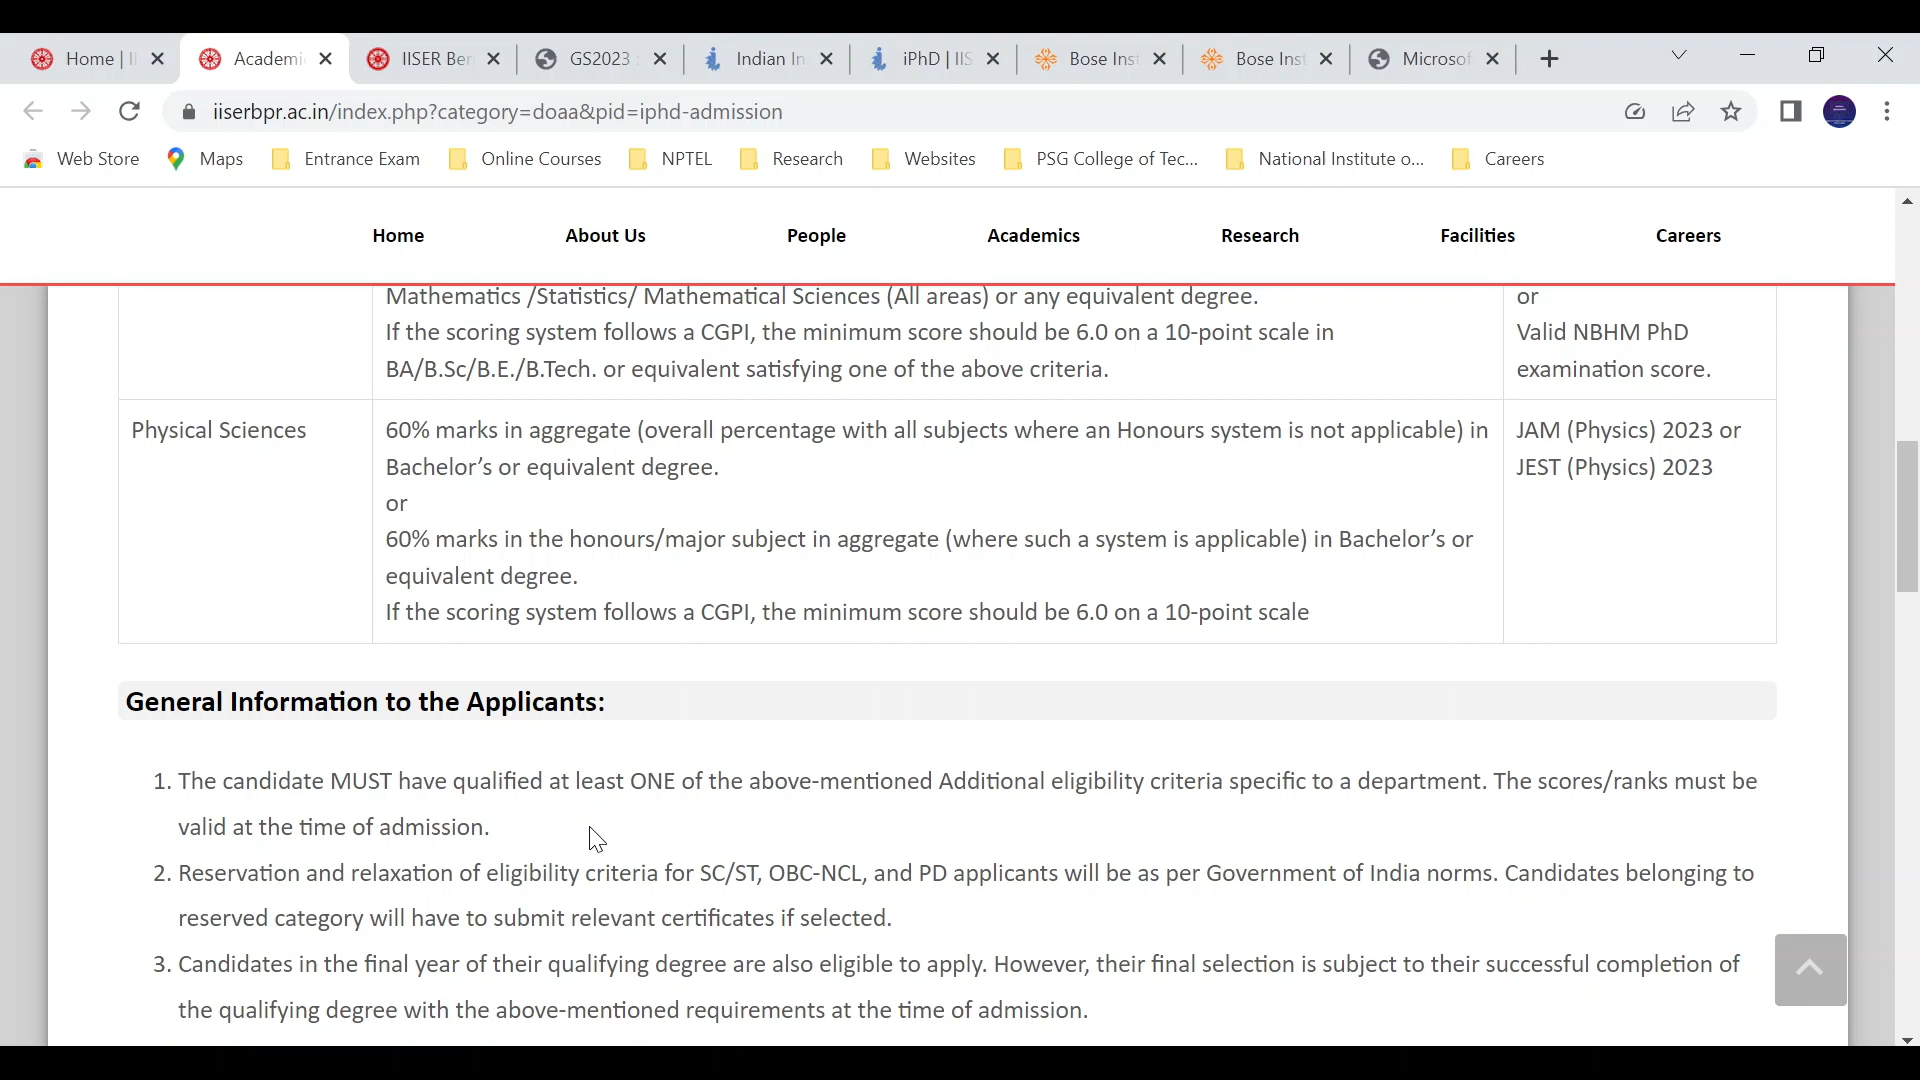 Home | I
Academi
IISER Ber
GS2023 :
Indian In
iPhD | IIS
Bose Inst
Bose Inst
Microsof
iiserbpr.ac.in/index.php?category=doaa&pid=iphd-admission
Web Store
Maps
Entrance Exam
Online Courses
NPTEL
Research
Websites
PSG College of Tec...
National Institute o...
Careers
Home
About Us
People
Academics
Research
Facilities
Careers
Mathematics /Statistics/ Mathematical Sciences (All areas) or any equivalent degree.
If the scoring system follows a CGPI, the minimum score should be 6.0 on a 10-point scale in
BA/B.Sc/B.E./B.Tech. or equivalent satisfying one of the above criteria.
or
Valid NBHM PhD
examination score.
Physical Sciences
60% marks in aggregate (overall percentage with all subjects where an Honours system is not applicable) in
Bachelor’s or equivalent degree.
or
60% marks in the honours/major subject in aggregate (where such a system is applicable) in Bachelor’s or
equivalent degree.
If the scoring system follows a CGPI, the minimum score should be 6.0 on a 10-point scale
JAM (Physics) 2023 or
JEST (Physics) 2023
General Information to the Applicants:
1. The candidate MUST have qualified at least ONE of the above-mentioned Additional eligibility criteria specific to a department. The scores/ranks must be
valid at the time of admission.
2. Reservation and relaxation of eligibility criteria for SC/ST, OBC-NCL, and PD applicants will be as per Government of India norms. Candidates belonging to
reserved category will have to submit relevant certificates if selected.
3. Candidates in the final year of their qualifying degree are also eligible to apply. However, their final selection is subject to their successful completion of
the qualifying degree with the above-mentioned requirements at the time of admission.